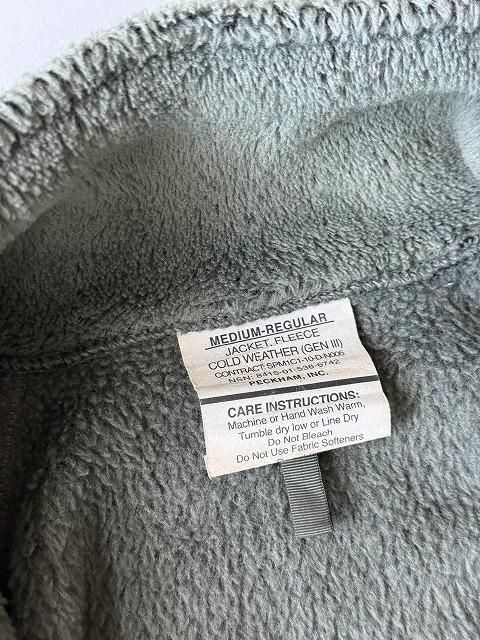 MEDIUM-REGULAR
JACKET, FLEECE
COLD WEATHER (GEN III)
CONTRACT: SPM1C1-10-D-N005
NSN: 8415-01-538-6742
PECKHAM, INC.
CARE INSTRUCTIONS:
Machine or Hand Wash Warm,
Tumble dry low or Line Dry
Do Not Bleach
Do Not Use Fabric Softeners